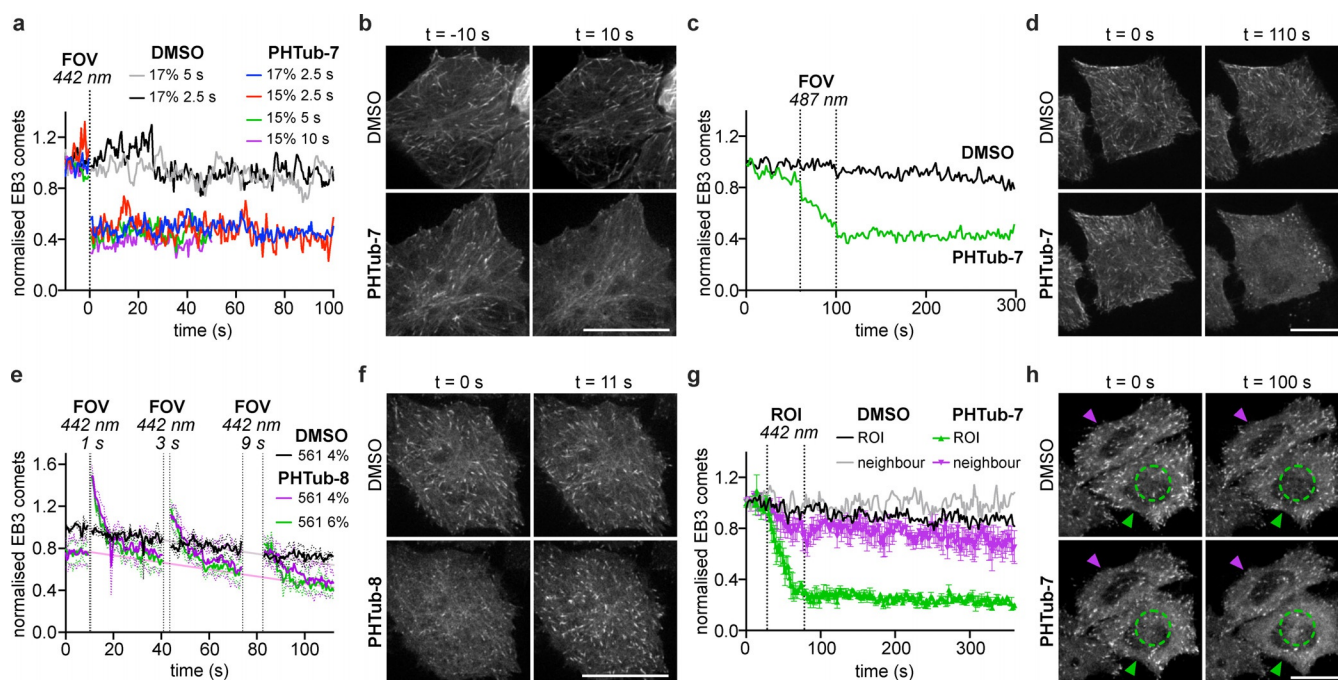 a
FOV
442 nm
DMSO
17% 5 s
17% 2.5 s
PHTub-7
17% 2.5 s
15% 2.5 s
15% 5 s
15% 10 s
normalised EB3 comets
1.2
0.8
0.4
0.0
0 20 40 60 80 100
time (s)
b
t = -10 s
t = 10 s
DMSO
PHTub-7
c
FOV
487 nm
DMSO
PHTub-7
normalised EB3 comets
1.2
0.8
0.4
0.0
0 100 200 300
time (s)
d
t = 0 s
t = 110 s
DMSO
PHTub-7
e
FOV FOV FOV
442 nm 442 nm 442 nm
1 s 3 s 9 s
DMSO
561 4%
PHTub-8
561 4%
561 6%
normalised EB3 comets
1.6
1.2
0.8
0.4
0.0
0 20 40 60 80 100
time (s)
f
t = 0 s
t = 11 s
DMSO
PHTub-8
g
ROI
442 nm
DMSO
ROI
neighbour
PHTub-7
ROI
neighbour
normalised EB3 comets
1.2
0.8
0.4
0.0
0 100 200 300
time (s)
h
t = 0 s
t = 100 s
DMSO
PHTub-7